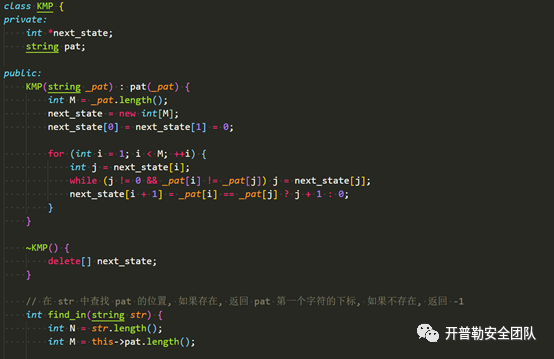 class KMP {
private:
    int *next_state;
    string pat;

public:
    KMP(string _pat) : pat(_pat) {
        int M = _pat.length();
        next_state = new int[M];
        next_state[0] = next_state[1] = 0;

        for (int i = 1; i < M; ++i) {
            int j = next_state[i];
            while (j != 0 && _pat[i] != _pat[j]) j = next_state[j];
            next_state[i + 1] = _pat[i] == _pat[j] ? j + 1 : 0;
        }
    }

    ~KMP() {
        delete[] next_state;
    }

    // 在 str 中查找 pat 的位置, 如果存在, 返回 pat 第一个字符的下标, 如果不存在, 返回 -1
    int find_in(string str) {
        int N = str.length();
        int M = this->pat.length();
开普勒安全团队